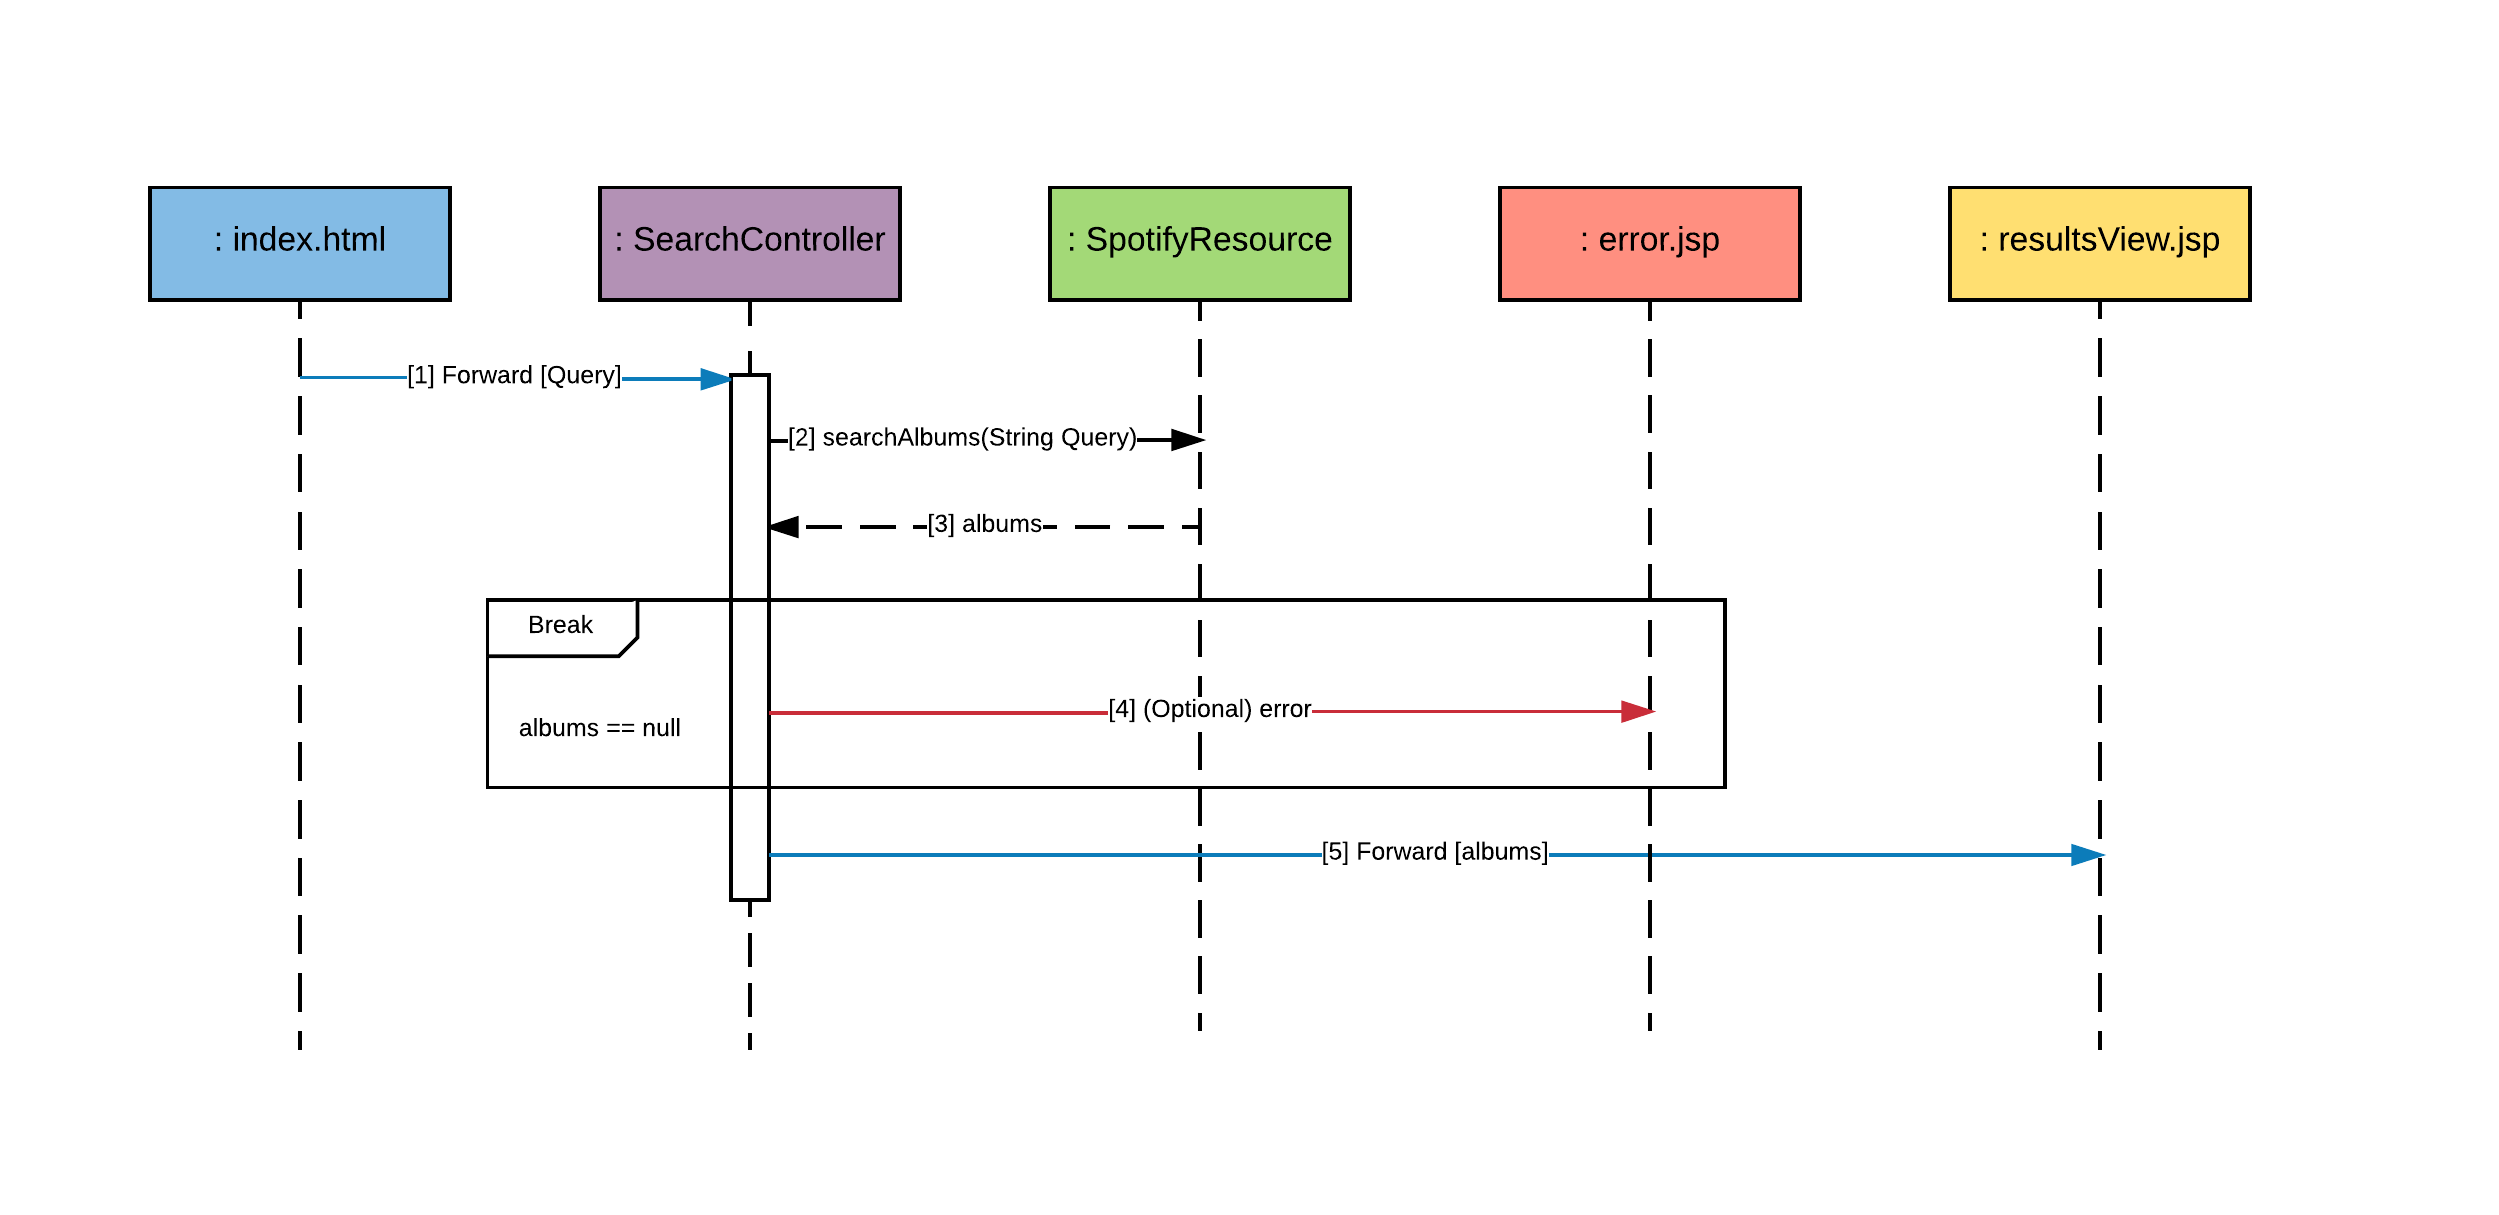 : index.html
: SearchController
: SpotifyResource
: error.jsp
: resultsView.jsp
[1] Forward [Query]
[2] searchAlbums(String Query)
[3] albums
Break
[4] (Optional) error
albums == null
[5] Forward [albums]